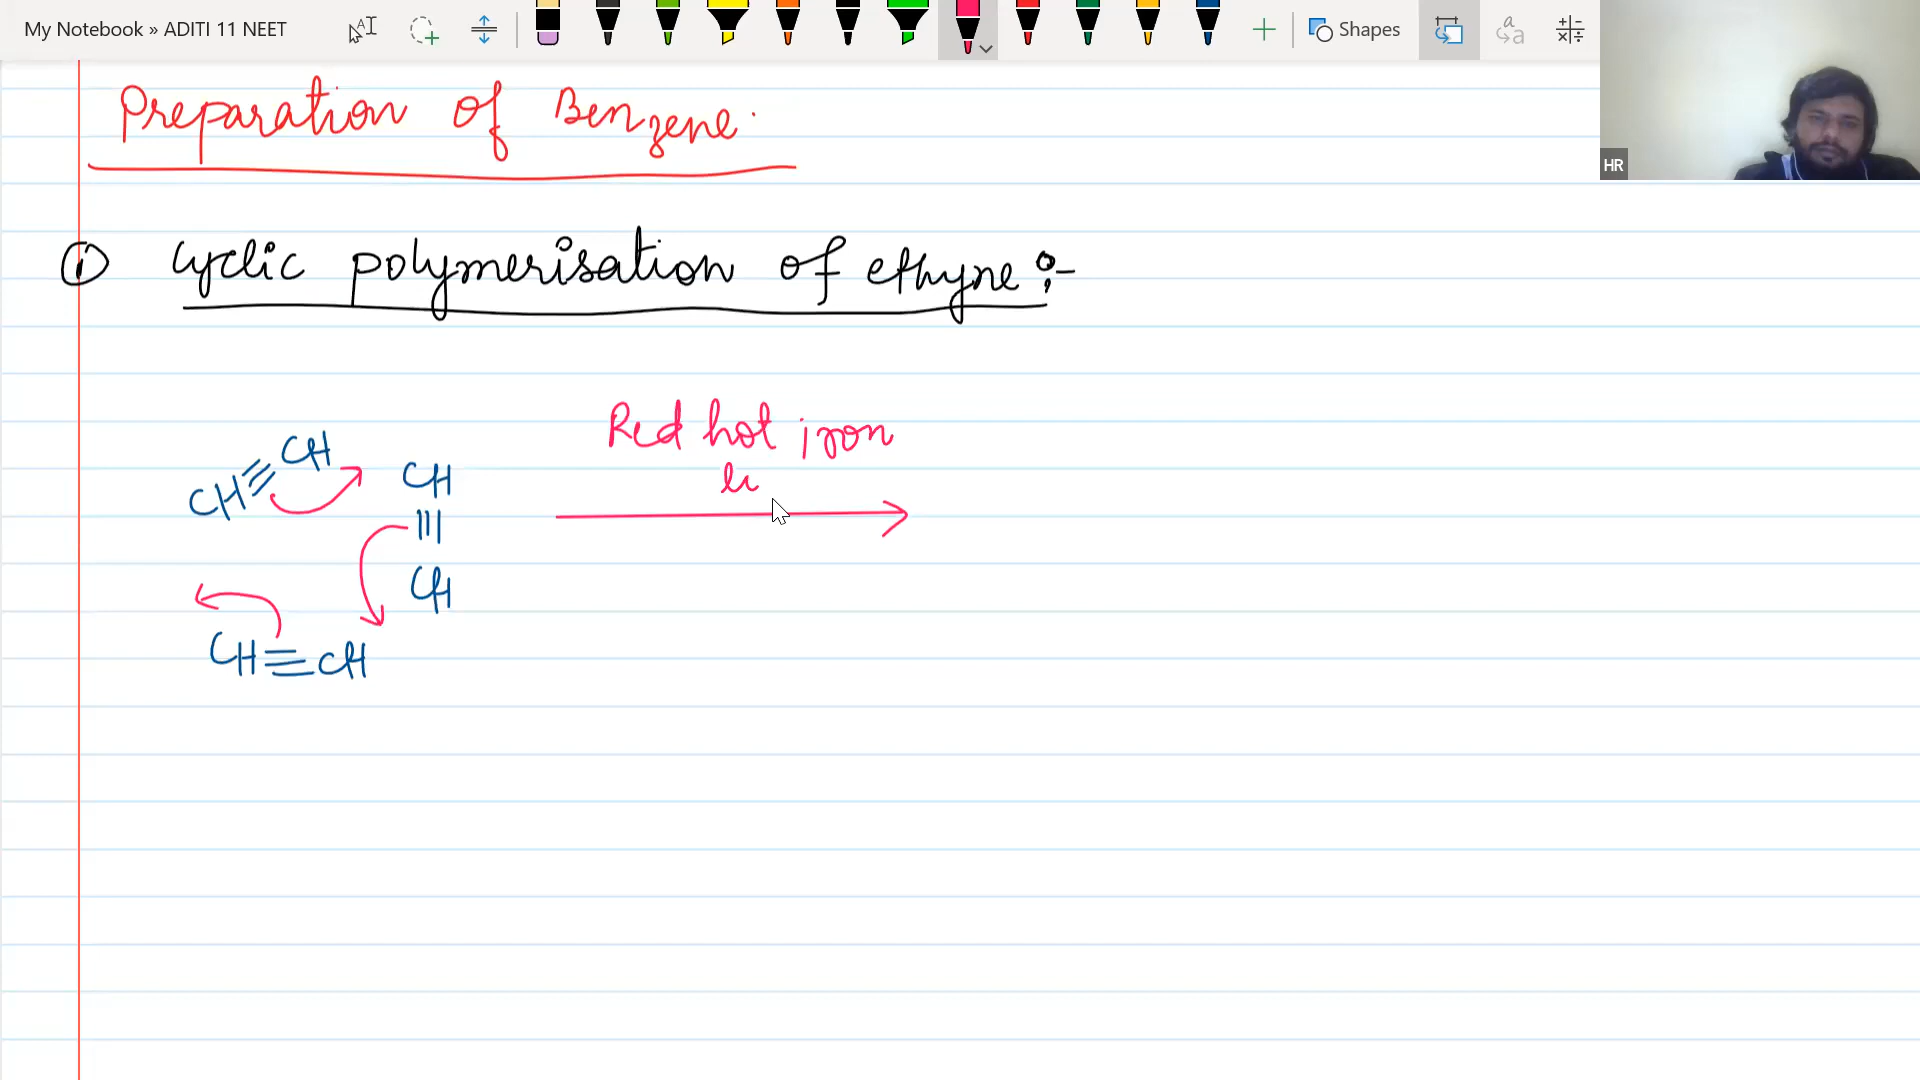 My Notebook » ADITI 11 NEET
Shapes
HR
Preparation of Benzene.
① Cyclic polymerisation of ethyne :-
Red hot iron
CH≡CH
CH
|||
CH
CH≡CH